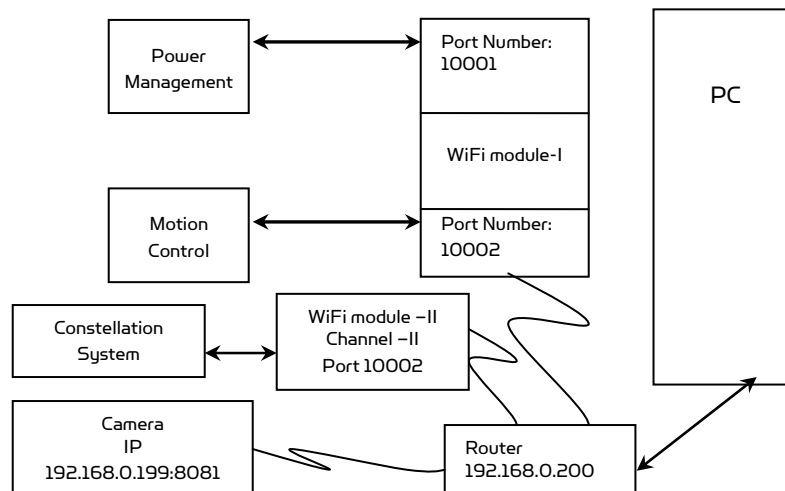 Power
Management
Port Number:
10001
PC
WiFi module-I
Motion
Control
Port Number:
10002
Constellation
System
WiFi module –II
Channel –II
Port 10002
Camera
IP
192.168.0.199:8081
Router
192.168.0.200